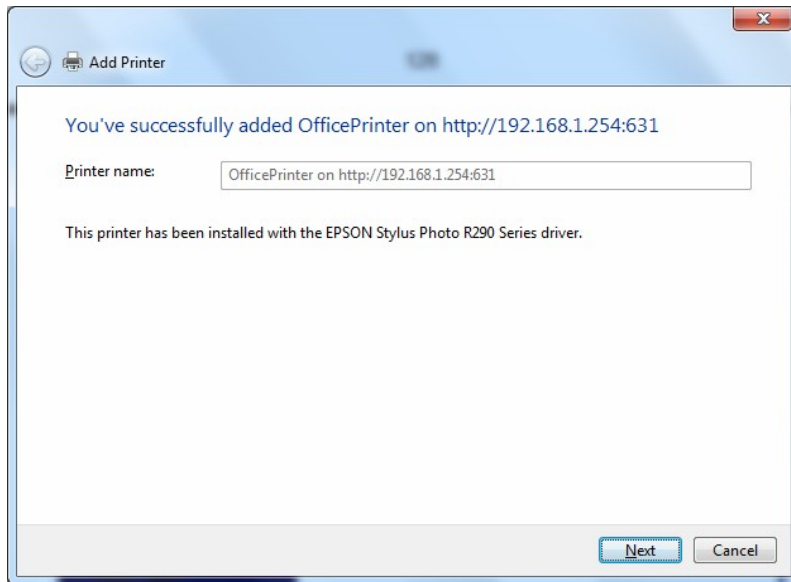 Add Printer
You've successfully added OfficePrinter on http://192.168.1.254:631
Printer name:
OfficePrinter on http://192.168.1.254:631
This printer has been installed with the EPSON Stylus Photo R290 Series driver.
Next
Cancel